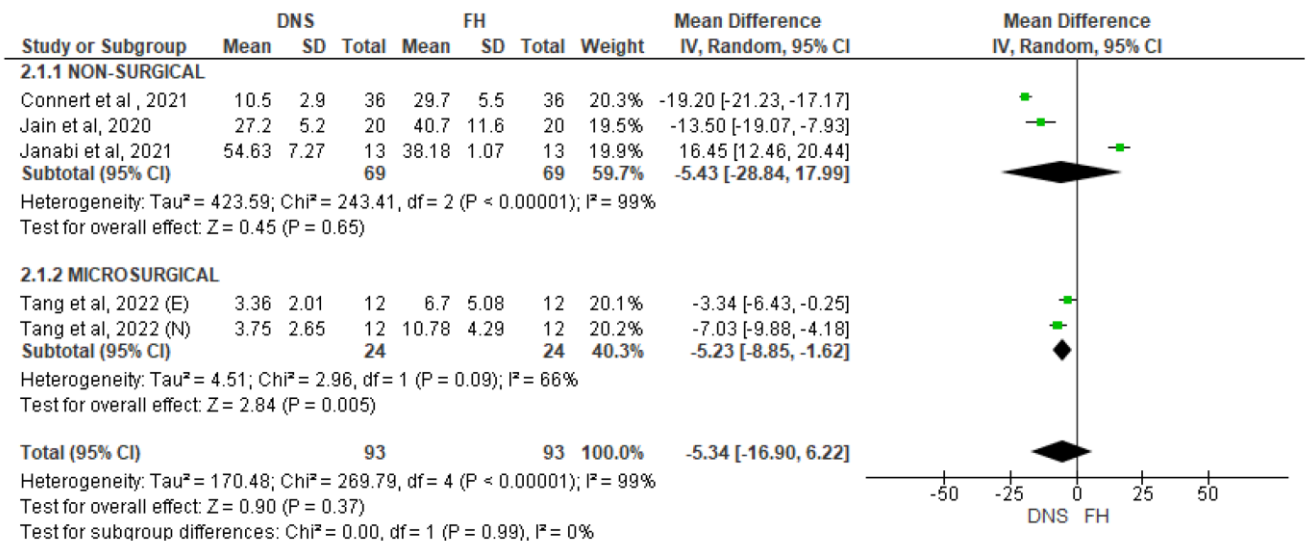 DNS FH Mean Difference Mean Difference
Study or Subgroup Mean SD Total Mean SD Total Weight IV, Random, 95% CI IV, Random, 95% CI
2.1.1 NON-SURGICAL
Connert et al , 2021 10.5 2.9 36 29.7 5.5 36 20.3% -19.20 [-21.23, -17.17]
Jain et al, 2020 27.2 5.2 20 40.7 11.6 20 19.5% -13.50 [-19.07, -7.93]
Janabi et al, 2021 54.63 7.27 13 38.18 1.07 13 19.9% 16.45 [12.46, 20.44]
Subtotal (95% CI) 69 69 59.7% -5.43 [-28.84, 17.99]
Heterogeneity: Tau² = 423.59; Chi² = 243.41, df = 2 (P < 0.00001); I² = 99%
Test for overall effect: Z = 0.45 (P = 0.65)
2.1.2 MICROSURGICAL
Tang et al, 2022 (E) 3.36 2.01 12 6.7 5.08 12 20.1% -3.34 [-6.43, -0.25]
Tang et al, 2022 (N) 3.75 2.65 12 10.78 4.29 12 20.2% -7.03 [-9.88, -4.18]
Subtotal (95% CI) 24 24 40.3% -5.23 [-8.85, -1.62]
Heterogeneity: Tau² = 4.51; Chi² = 2.96, df = 1 (P = 0.09); I² = 66%
Test for overall effect: Z = 2.84 (P = 0.005)
Total (95% CI) 93 93 100.0% -5.34 [-16.90, 6.22]
Heterogeneity: Tau² = 170.48; Chi² = 269.79, df = 4 (P < 0.00001); I² = 99%
Test for overall effect: Z = 0.90 (P = 0.37)
Test for subgroup differences: Chi² = 0.00, df = 1 (P = 0.99), I² = 0%
-50 -25 0 25 50
DNS FH